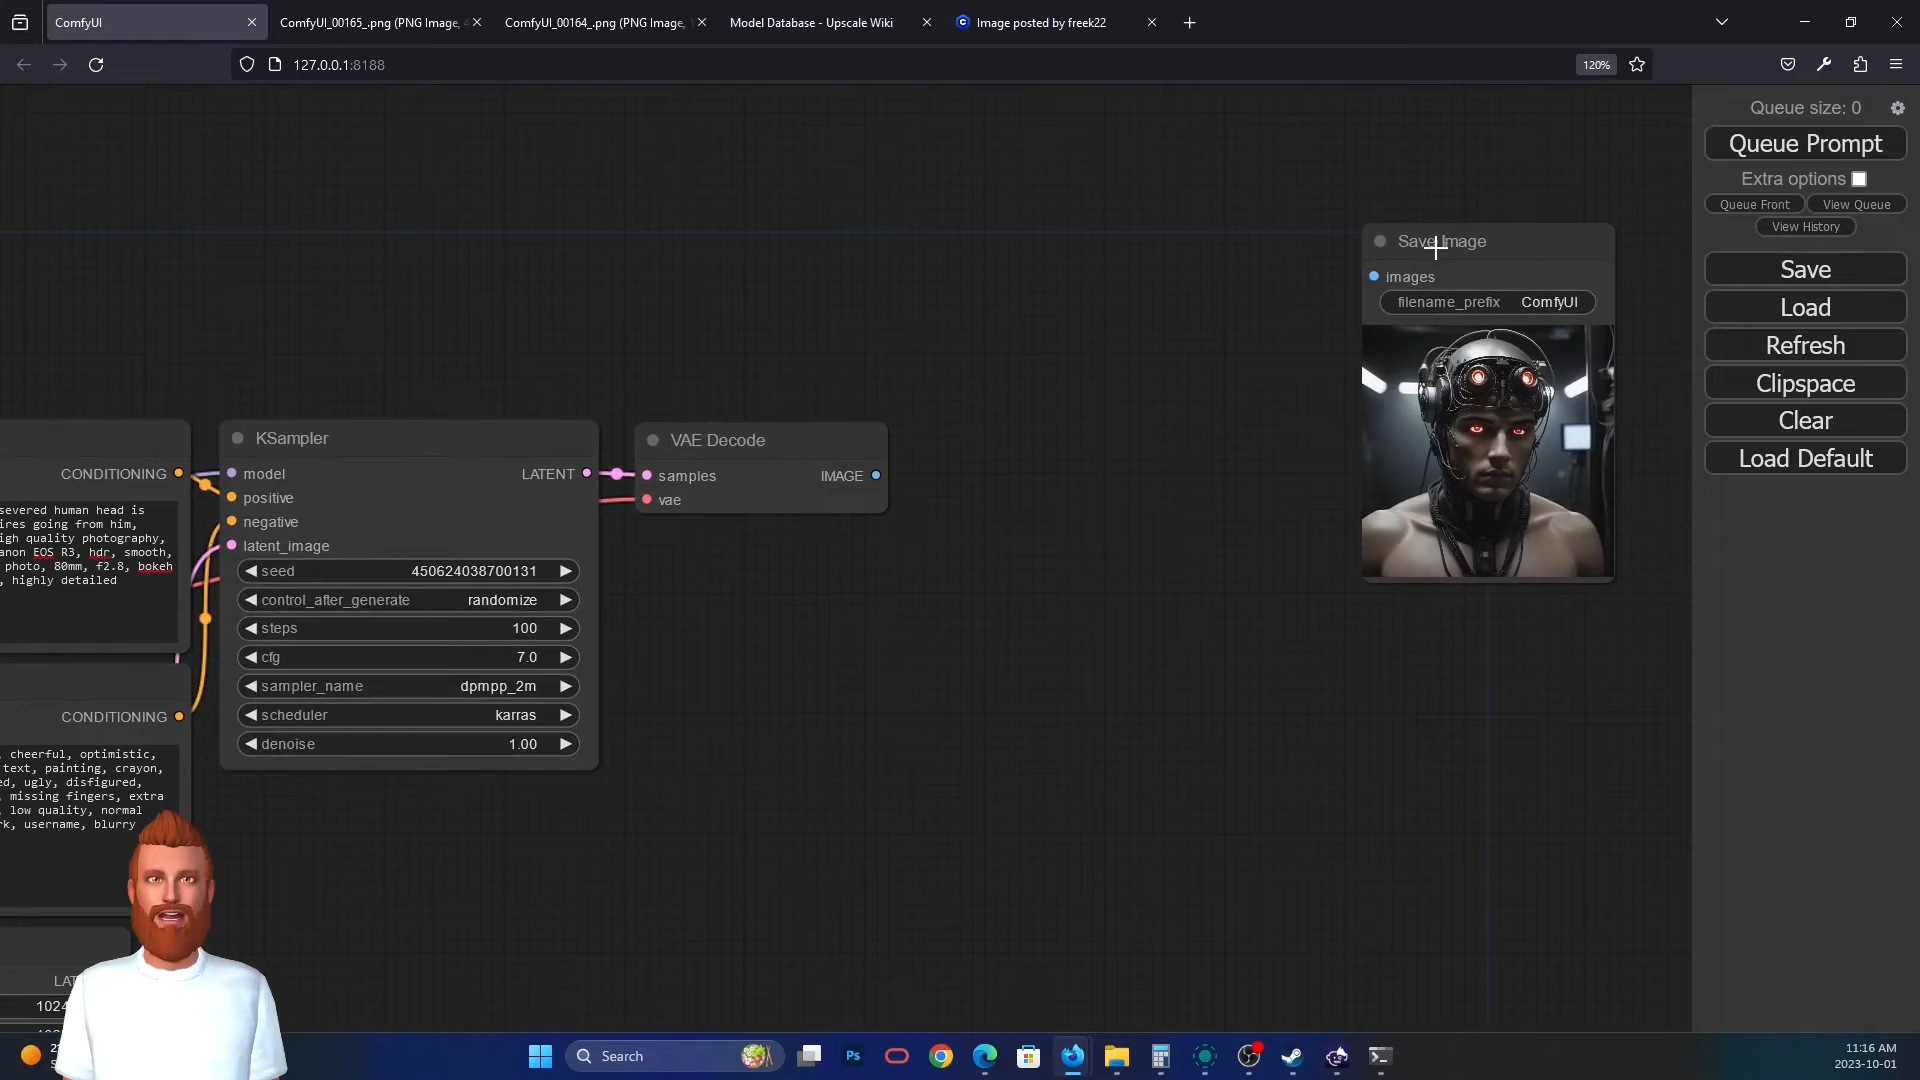 ComfyUI
ComfyUI_00165_.png (PNG Image,
ComfyUI_00164_.png (PNG Image,
Model Database - Upscale Wiki
Image posted by freek22
127.0.0.1:8188
120%
Queue size: 0
Queue Prompt
Extra options
Queue Front
View Queue
View History
Save
Load
Refresh
Clipspace
Clear
Load Default
Save Image
images
filename_prefix ComfyUI
CONDITIONING
severed human head is
ires going from him,
igh quality photography,
anon EOS R3, hdr, smooth,
photo, 80mm, f2.8, bokeh
, highly detailed
CONDITIONING
, cheerful, optimistic,
text, painting, crayon,
ed, ugly, disfigured,
, missing fingers, extra
, low quality, normal
rk, username, blurry
KSampler
model LATENT
positive
negative
latent_image
seed 450624038700131
control_after_generate randomize
steps 100
cfg 7.0
sampler_name dpmpp_2m
scheduler karras
denoise 1.00
VAE Decode
samples IMAGE
vae
LAT
1024
Search
Ps
11:16 AM
2023-10-01